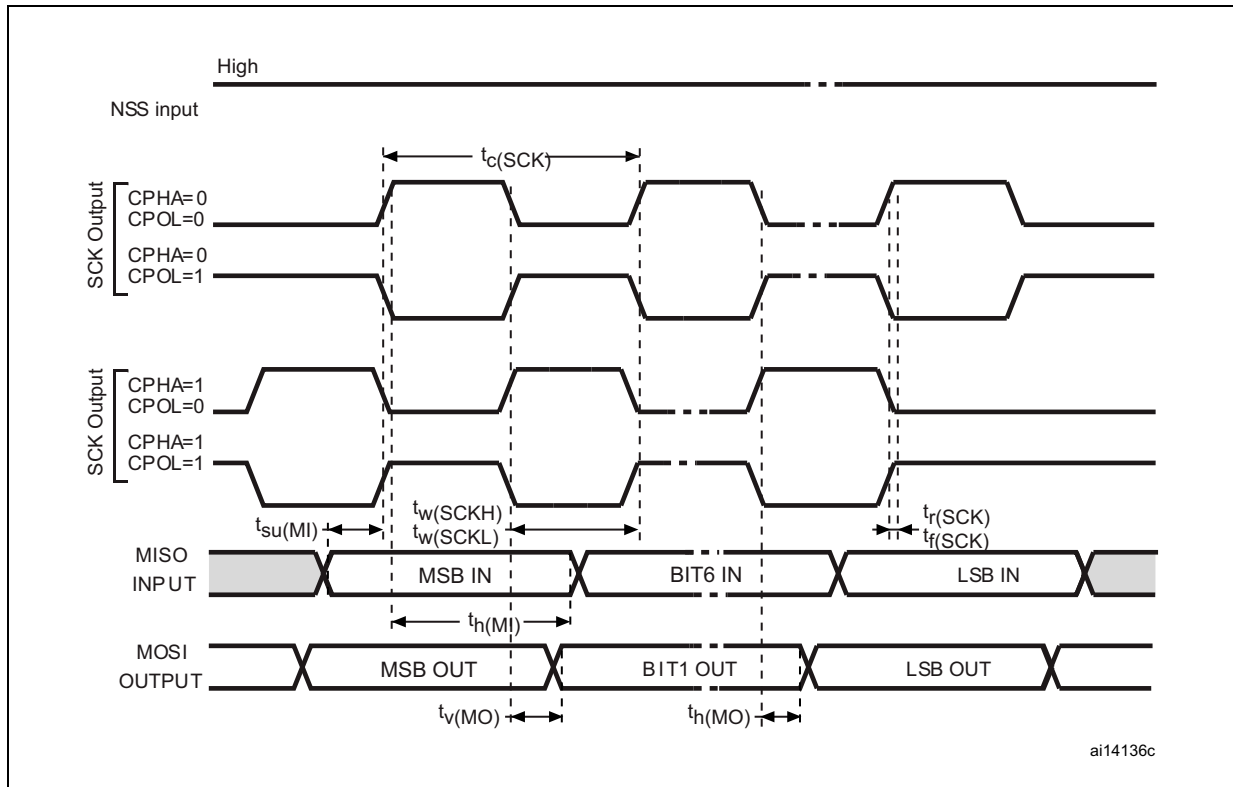 High
NSS input
tc(SCK)
SCK Output
CPHA=0
CPOL=0
CPHA=0
CPOL=1
SCK Output
CPHA=1
CPOL=0
CPHA=1
CPOL=1
tsu(MI)
tw(SCKH)
tw(SCKL)
tr(SCK)
tf(SCK)
MISO
INPUT
MSB IN
BIT6 IN
LSB IN
th(MI)
MOSI
OUTPUT
MSB OUT
BIT1 OUT
LSB OUT
tv(MO)
th(MO)
ai14136c